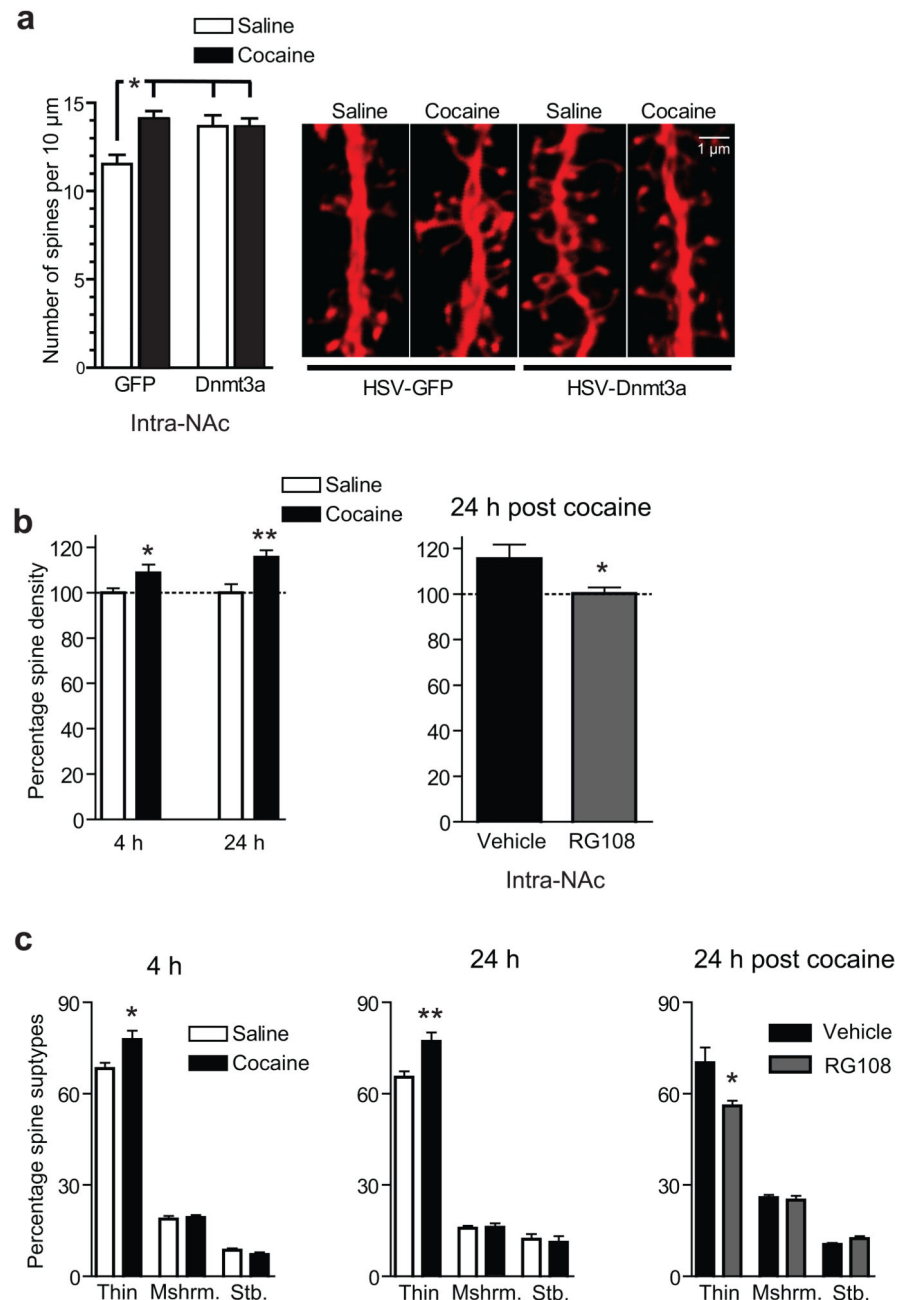 a
Saline
Cocaine
*
Number of spines per 10 µm
15
10
5
0
GFP Dnmt3a
Intra-NAc
Saline Cocaine Saline Cocaine
1 µm
HSV-GFP HSV-Dnmt3a
b
Saline
Cocaine
Percentage spine density
120
100
80
60
40
20
0
* **
4 h 24 h
24 h post cocaine
120
100
80
60
40
20
0
*
Vehicle RG108
Intra-NAc
c
4 h
Percentage spine suptypes
90
60
30
0
*
Saline
Cocaine
Thin Mshrm. Stb.
24 h
90
60
30
0
**
Thin Mshrm. Stb.
24 h post cocaine
90
60
30
0
*
Vehicle
RG108
Thin Mshrm. Stb.